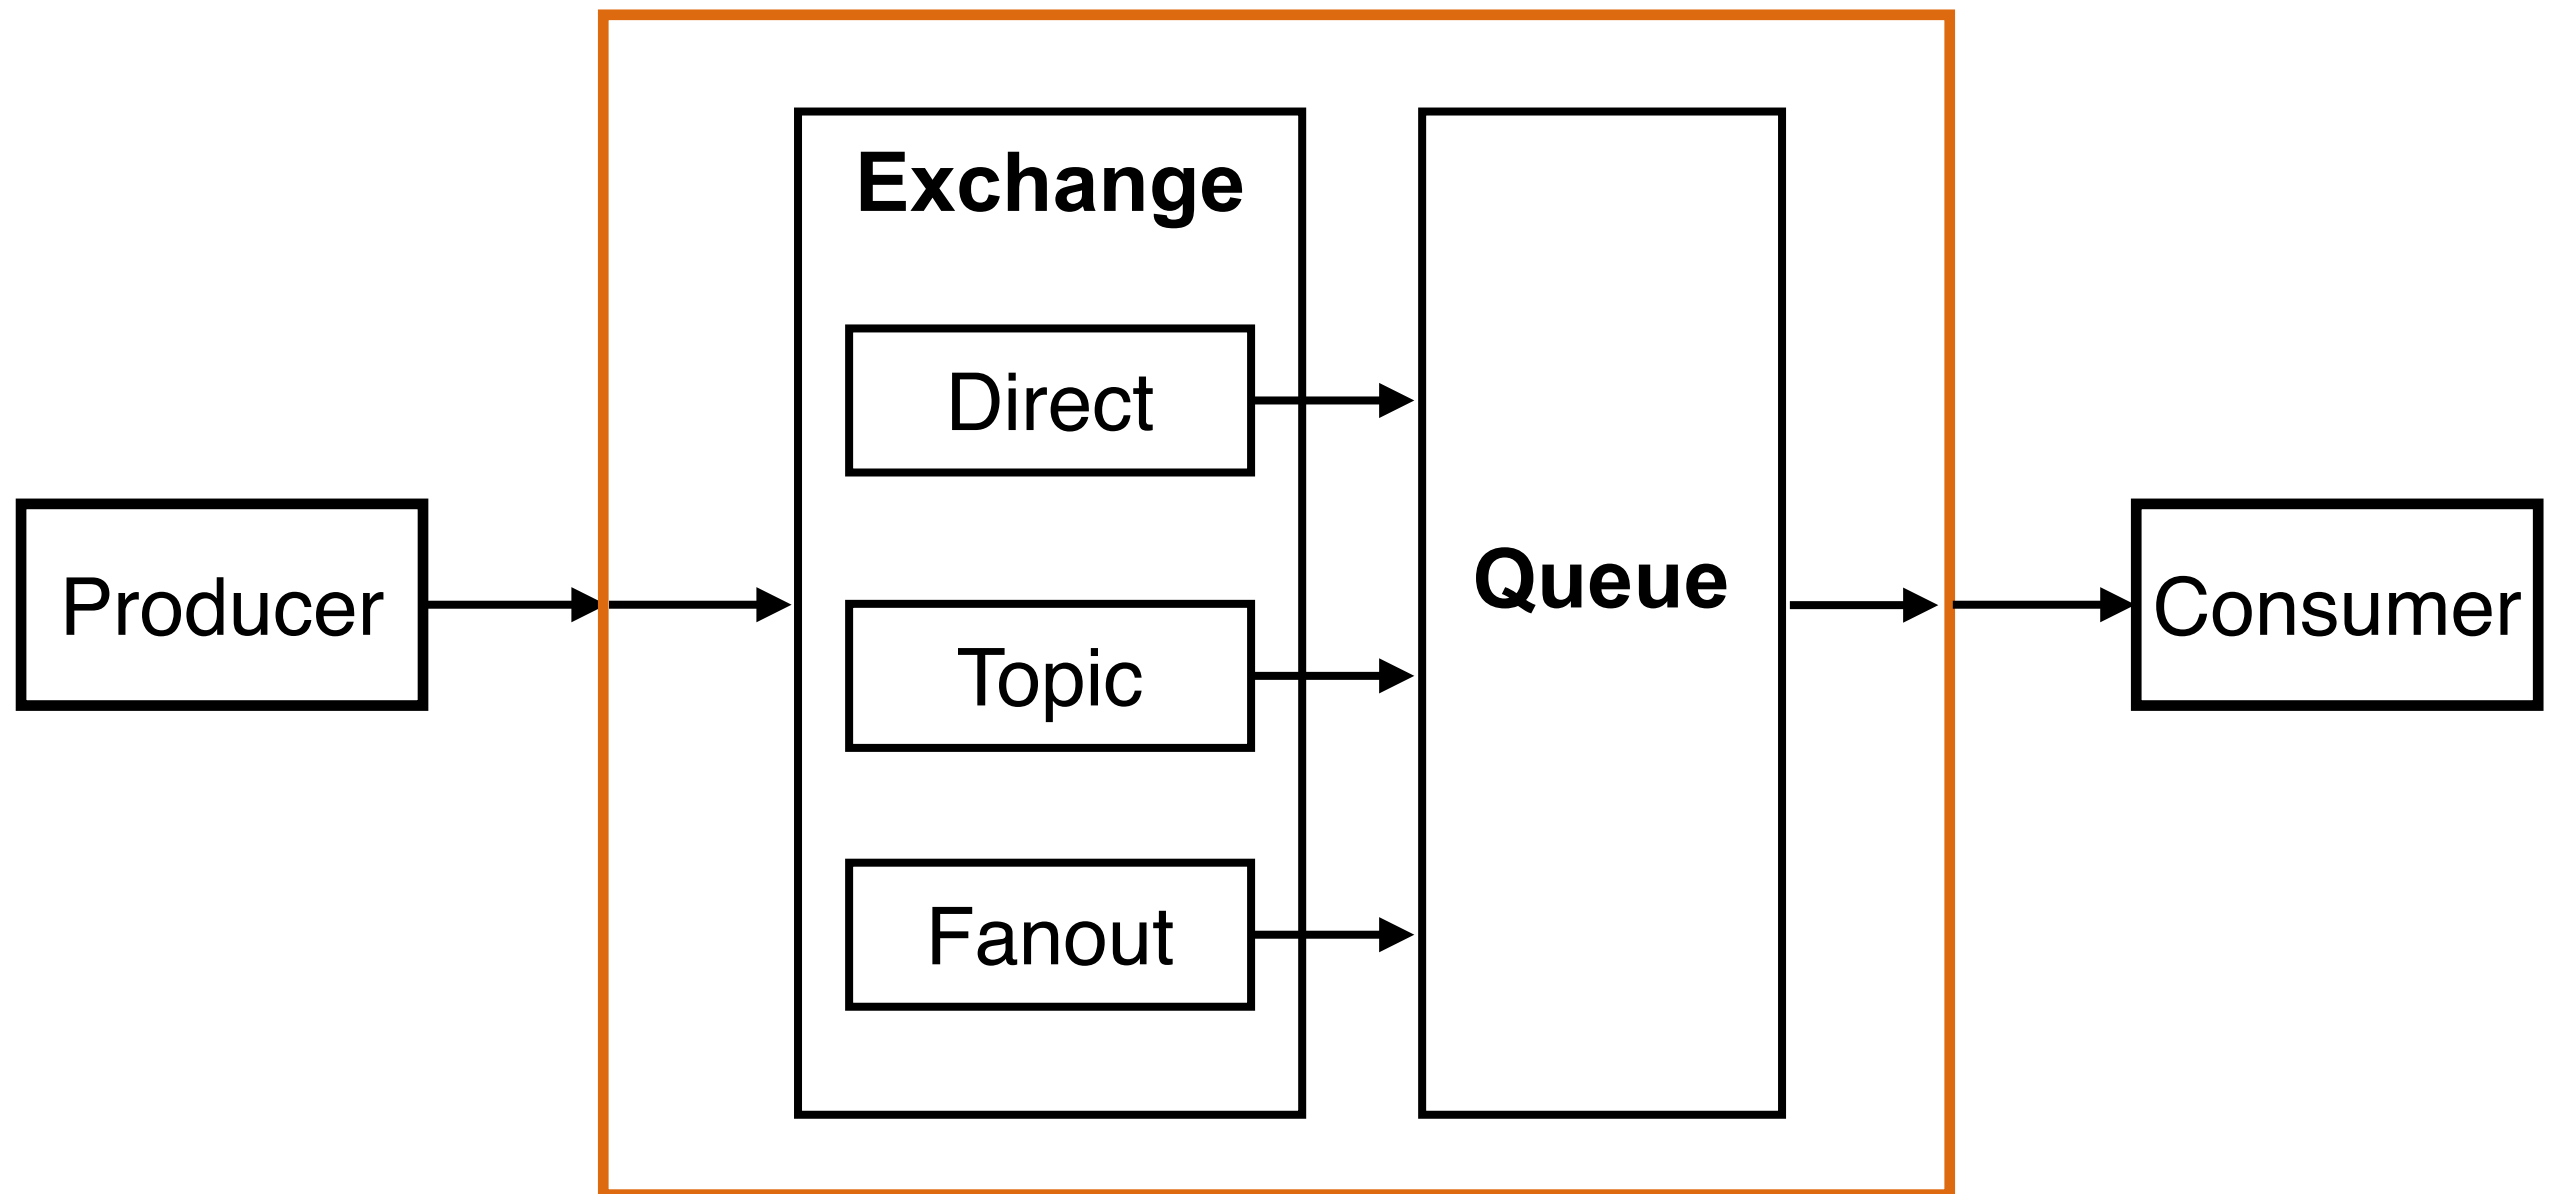 Exchange
Direct
Producer
Topic
Fanout
Queue
Consumer